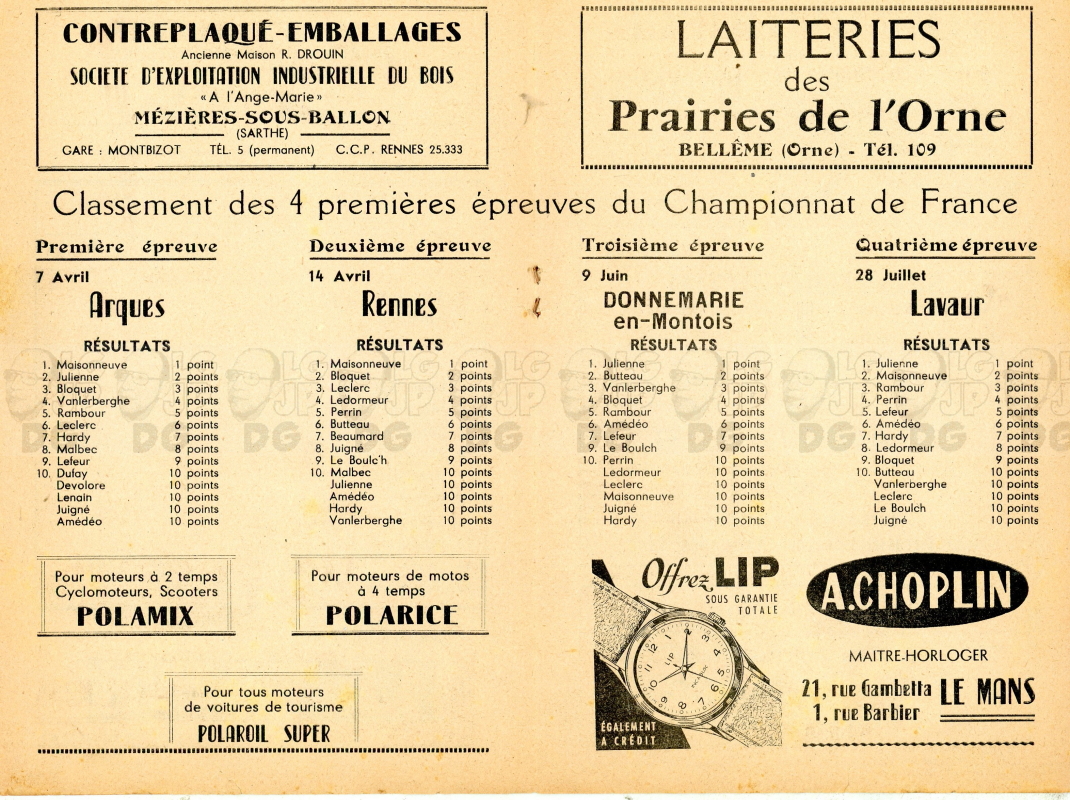 CONTREPLAQUÉ-EMBALLAGES
Ancienne Maison R. DROUIN
SOCIETE D'EXPLOITATION INDUSTRIELLE DU BOIS
«A l'Ange-Marie»
MÉZIÈRES-SOUS-BALLON
(SARTHE)
GARE : MONTBIZOT TÉL. 5 (permanent) C.C.P. RENNES 25.333
LAITERIES
des
Prairies de l'Orne
BELLÊME (Orne) - Tél. 109
Classement des 4 premières épreuves du Championnat de France
Première épreuve
7 Avril
Arques
RÉSULTATS
1. Maisonneuve 1 point
2. Julienne 2 points
3. Bloquet 3 points
4. Vanlerberghe 4 points
5. Rambour 5 points
6. Leclerc 6 points
7. Hardy 7 points
8. Malbec 8 points
9. Lefeur 9 points
10. Dufay 10 points
Devolore 10 points
Lenain 10 points
Juigné 10 points
Amédéo 10 points
Deuxième épreuve
14 Avril
Rennes
RÉSULTATS
1. Maisonneuve 1 point
2. Bloquet 2 points
3. Leclerc 3 points
4. Ledormeur 4 points
5. Perrin 5 points
6. Butteau 6 points
7. Beaumard 7 points
8. Juigné 8 points
9. Le Boulc'h 9 points
10. Malbec 10 points
Julienne 10 points
Amédéo 10 points
Hardy 10 points
Vanlerberghe 10 points
Troisième épreuve
9 Juin
DONNEMARIE
en-Montois
RÉSULTATS
1. Julienne 1 point
2. Butteau 2 points
3. Vanlerberghe 3 points
4. Bloquet 4 points
5. Rambour 5 points
6. Amédéo 6 points
7. Lefeur 7 points
8. Le Boulch 9 points
10. Perrin 10 points
Ledormeur 10 points
Leclerc 10 points
Maisonneuve 10 points
Juigné 10 points
Hardy 10 points
Quatrième épreuve
28 Juillet
Lavaur
RÉSULTATS
1. Julienne 1 point
2. Maisonneuve 2 points
3. Rambour 3 points
4. Perrin 4 points
5. Lefeur 5 points
6. Amédéo 6 points
7. Hardy 7 points
8. Ledormeur 8 points
9. Bloquet 9 points
10. Butteau 10 points
Vanlerberghe 10 points
Leclerc 10 points
Le Boulch 10 points
Juigné 10 points
Pour moteurs à 2 temps
Cyclomoteurs, Scooters
POLAMIX
Pour moteurs de motos
à 4 temps
POLARICE
Pour tous moteurs
de voitures de tourisme
POLAROIL SUPER
Offrez LIP
SOUS GARANTIE
TOTALE
LIP
ÉGALEMENT
A CRÉDIT
A.CHOPLIN
MAITRE-HORLOGER
21, rue Gambetta LE MANS
1, rue Barbier